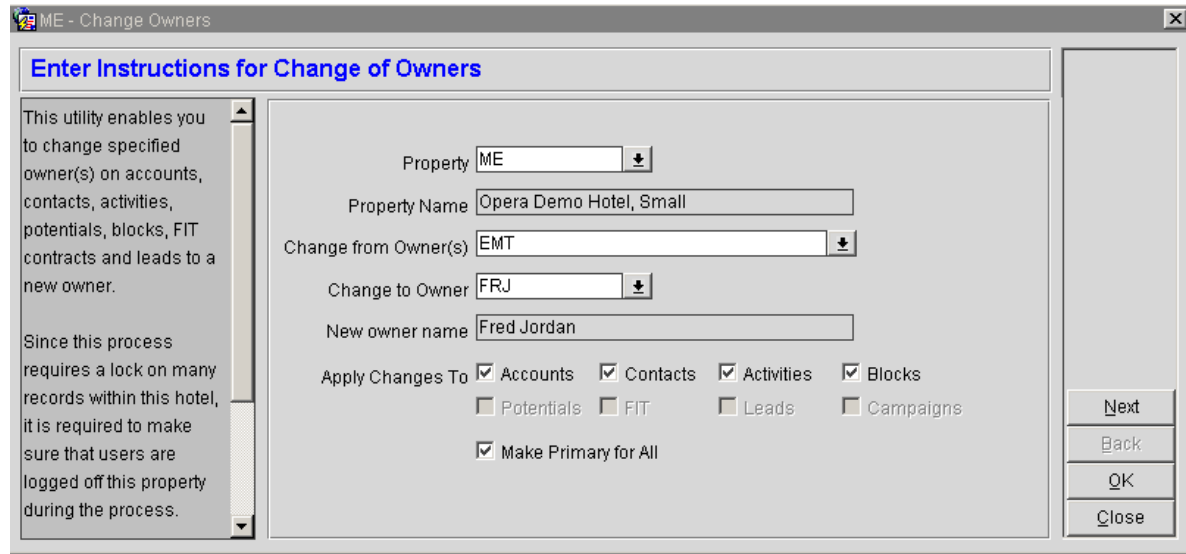 ME - Change Owners
Enter Instructions for Change of Owners
This utility enables you
to change specified
owner(s) on accounts,
contacts, activities,
potentials, blocks, FIT
contracts and leads to a
new owner.
Since this process
requires a lock on many
records within this hotel,
it is required to make
sure that users are
logged off this property
during the process.
Property ME
Property Name Opera Demo Hotel, Small
Change from Owner(s) EMT
Change to Owner FRJ
New owner name Fred Jordan
Apply Changes To Accounts Contacts Activities Blocks
Potentials FIT Leads Campaigns
Make Primary for All
Next
Back
OK
Close